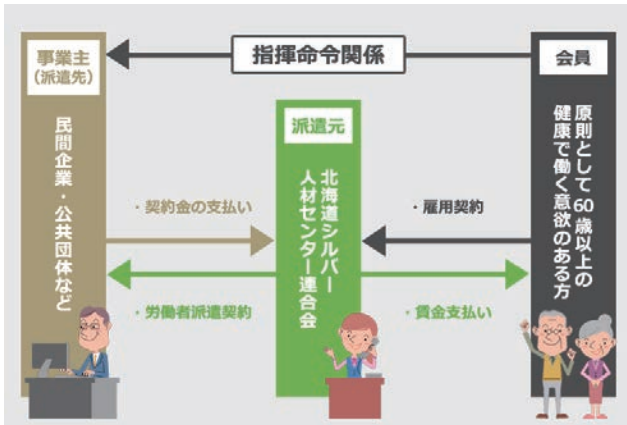 指揮命令関係
事業主
（派遣先）
民間企業・公共団体など
派遣元
北海道シルバー
人材センター連合会
会員
原則として60歳以上の
健康で働く意欲のある方
・契約金の支払い
・労働者派遣契約
・雇用契約
・賃金支払い